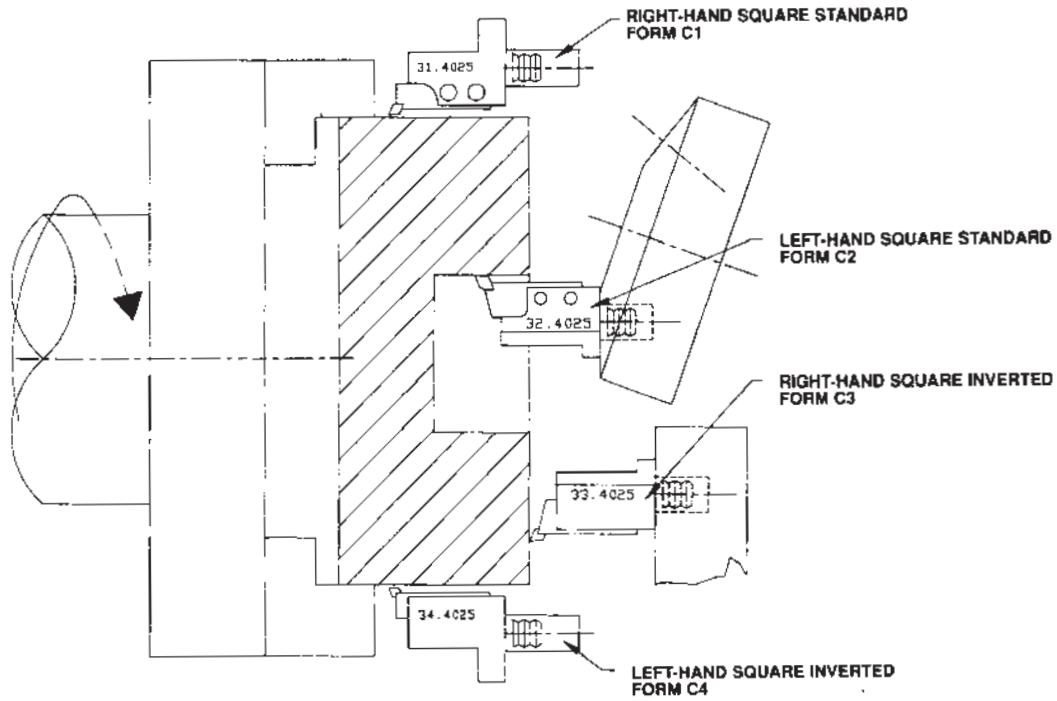 RIGHT-HAND SQUARE STANDARD
FORM C1
31.4025
LEFT-HAND SQUARE STANDARD
FORM C2
32.4025
RIGHT-HAND SQUARE INVERTED
FORM C3
33.4025
34.4025
LEFT-HAND SQUARE INVERTED
FORM C4